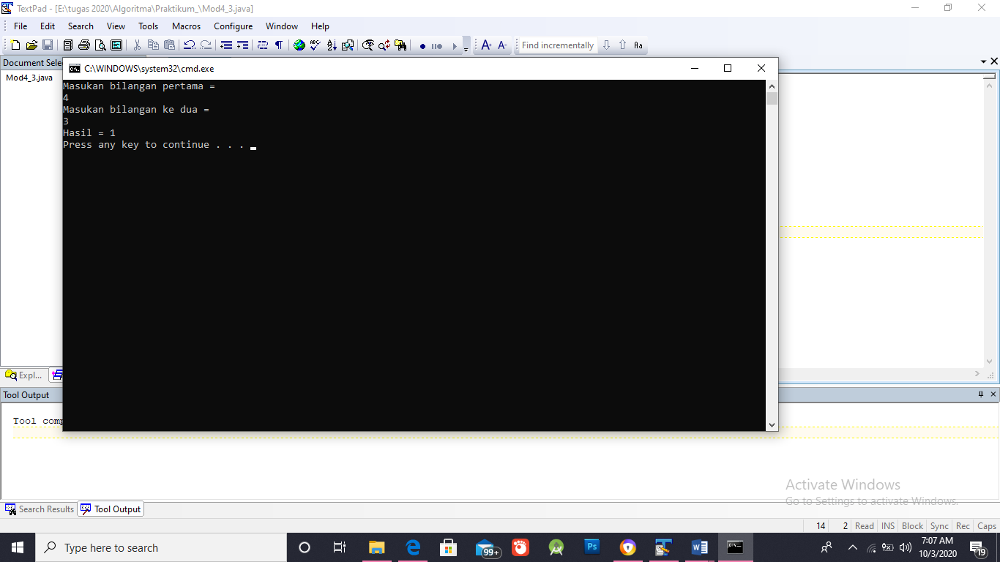 TextPad - [E:\tugas 2020\Algoritma\Praktikum_\Mod4_3.java]
File Edit Search View Tools Macros Configure Window Help
Find incrementally
Document Sele
Mod4_3.java
C:\WINDOWS\system32\cmd.exe
Masukan bilangan pertama =
4
Masukan bilangan ke dua =
3
Hasil = 1
Press any key to continue . . .
Expl...
Tool Output
Tool comp
Activate Windows
Go to Settings to activate Windows.
Search Results Tool Output
14 2 Read INS Block Sync Rec Caps
Type here to search
99+
Ps
7:07 AM
10/3/2020
19